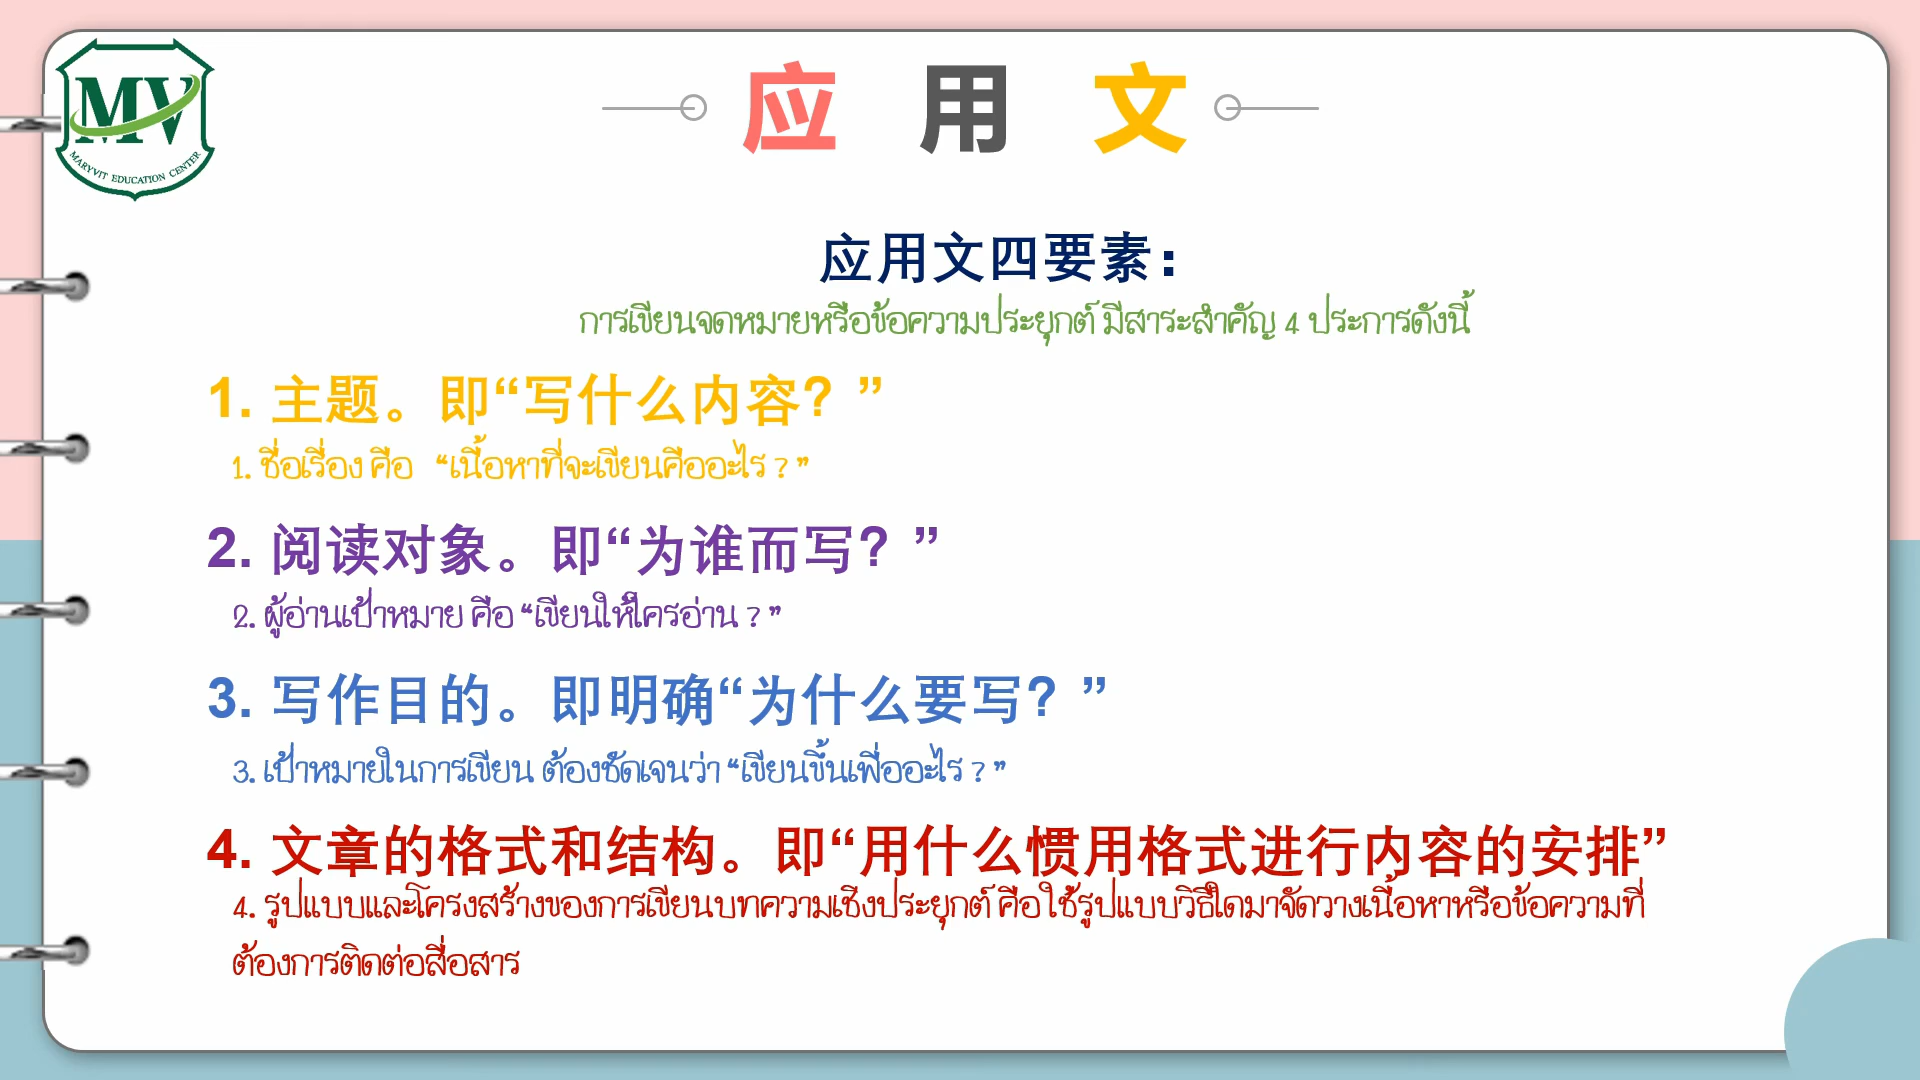 MV
MARYVIT EDUCATION CENTER
应 用 文
应用文四要素：
การเขียนจดหมายหรือข้อความประยุกต์ มีสาระสำคัญ 4 ประการดังนี้
1. 主题。即“写什么内容？”
1. ชื่อเรื่อง คือ “เนื้อหาที่จะเขียนคืออะไร ? ”
2. 阅读对象。即“为谁而写？”
2. ผู้อ่านเป้าหมาย คือ “เขียนให้ใครอ่าน ? ”
3. 写作目的。即明确“为什么要写？”
3. เป้าหมายในการเขียน ต้องชัดเจนว่า “เขียนขึ้นเพื่ออะไร ? ”
4. 文章的格式和结构。即“用什么惯用格式进行内容的安排”
4. รูปแบบและโครงสร้างของการเขียนบทความเชิงประยุกต์ คือ ใช้รูปแบบวิธีใดมาจัดวางเนื้อหาหรือข้อความที่
ต้องการติดต่อสื่อสาร